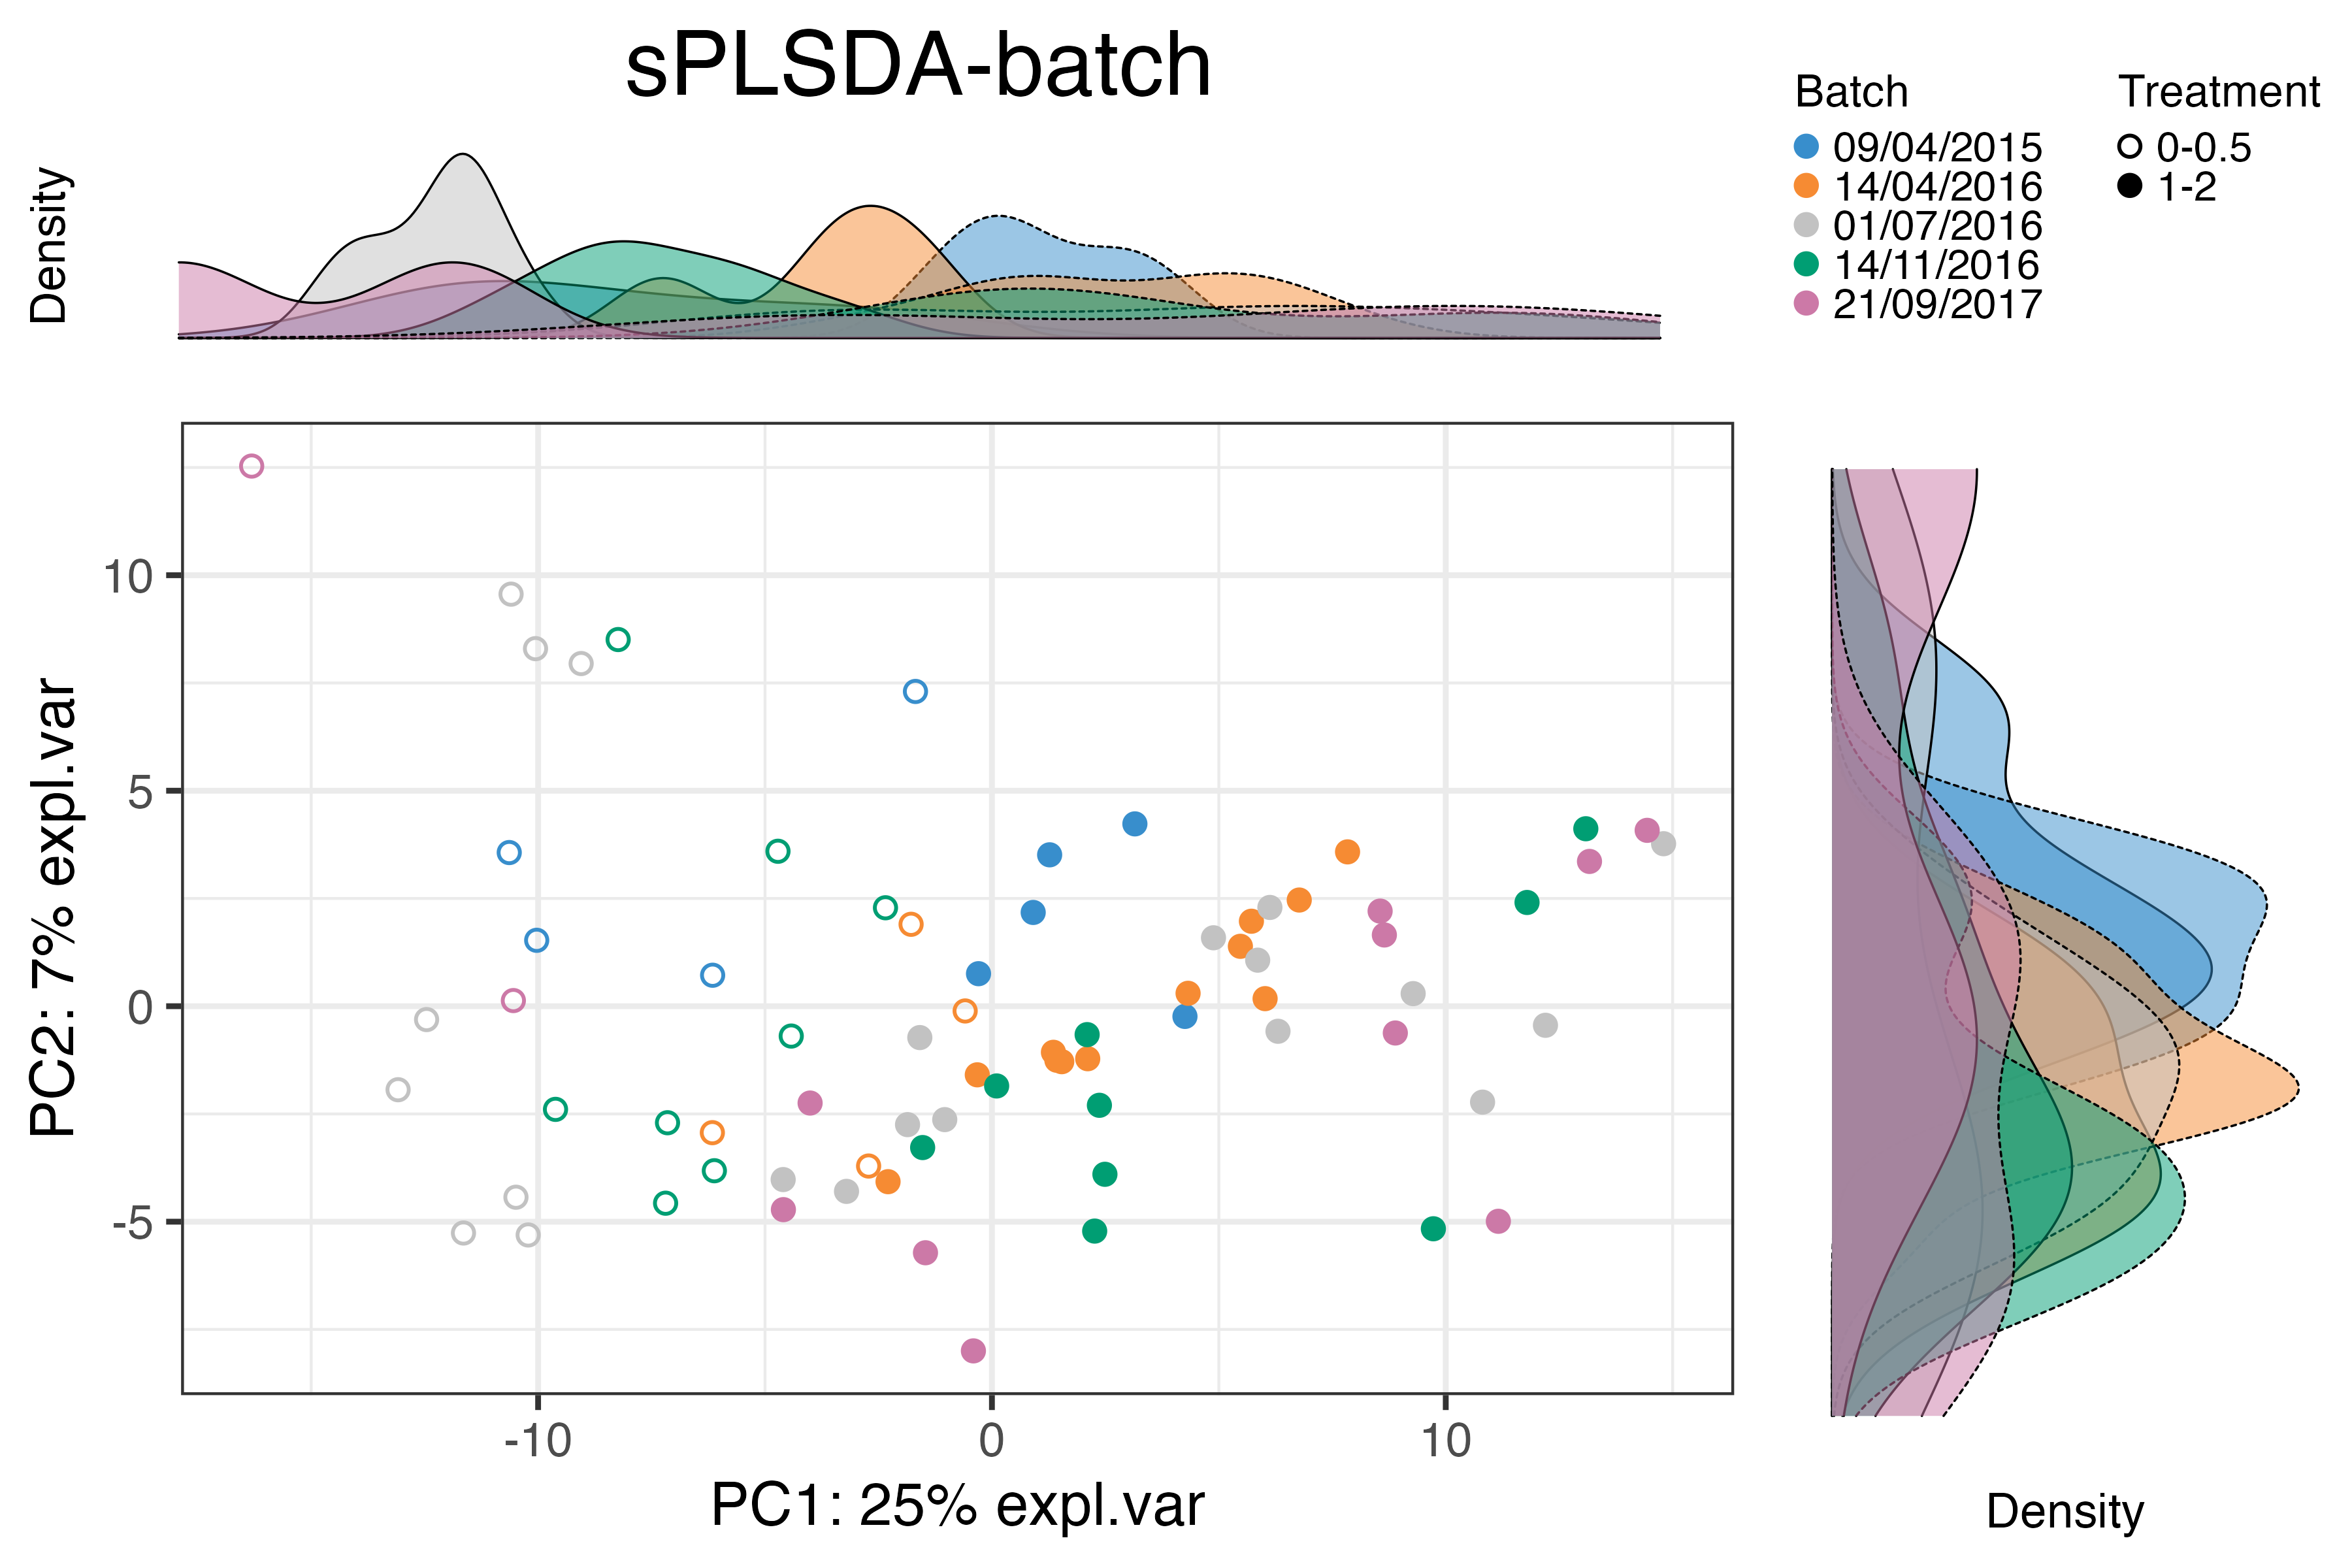 sPLSDA-batch
Density
Batch
09/04/2015
14/04/2016
01/07/2016
14/11/2016
21/09/2017
Treatment
0-0.5
1-2
PC2: 7% expl.var
10
5
0
-5
-10
0
10
PC1: 25% expl.var
Density